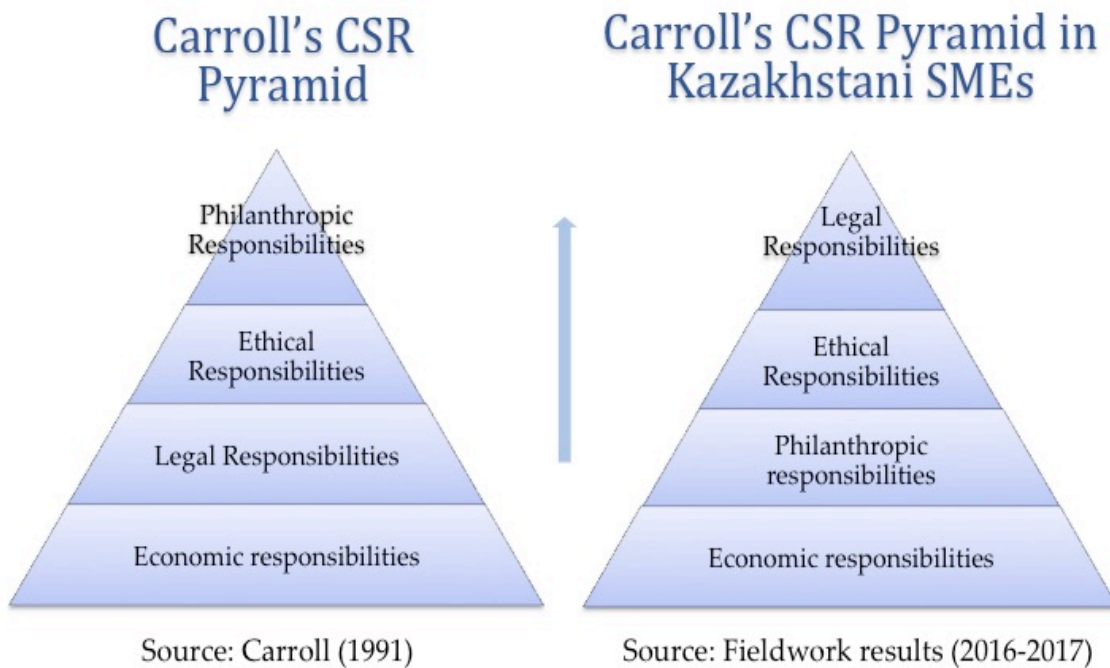 Carroll’s CSR
Pyramid
Philanthropic
Responsibilities
Ethical
Responsibilities
Legal Responsibilities
Economic responsibilities
Source: Carroll (1991)
Carroll’s CSR Pyramid in
Kazakhstani SMEs
Legal
Responsibilities
Ethical
Responsibilities
Philanthropic
responsibilities
Economic responsibilities
Source: Fieldwork results (2016-2017)